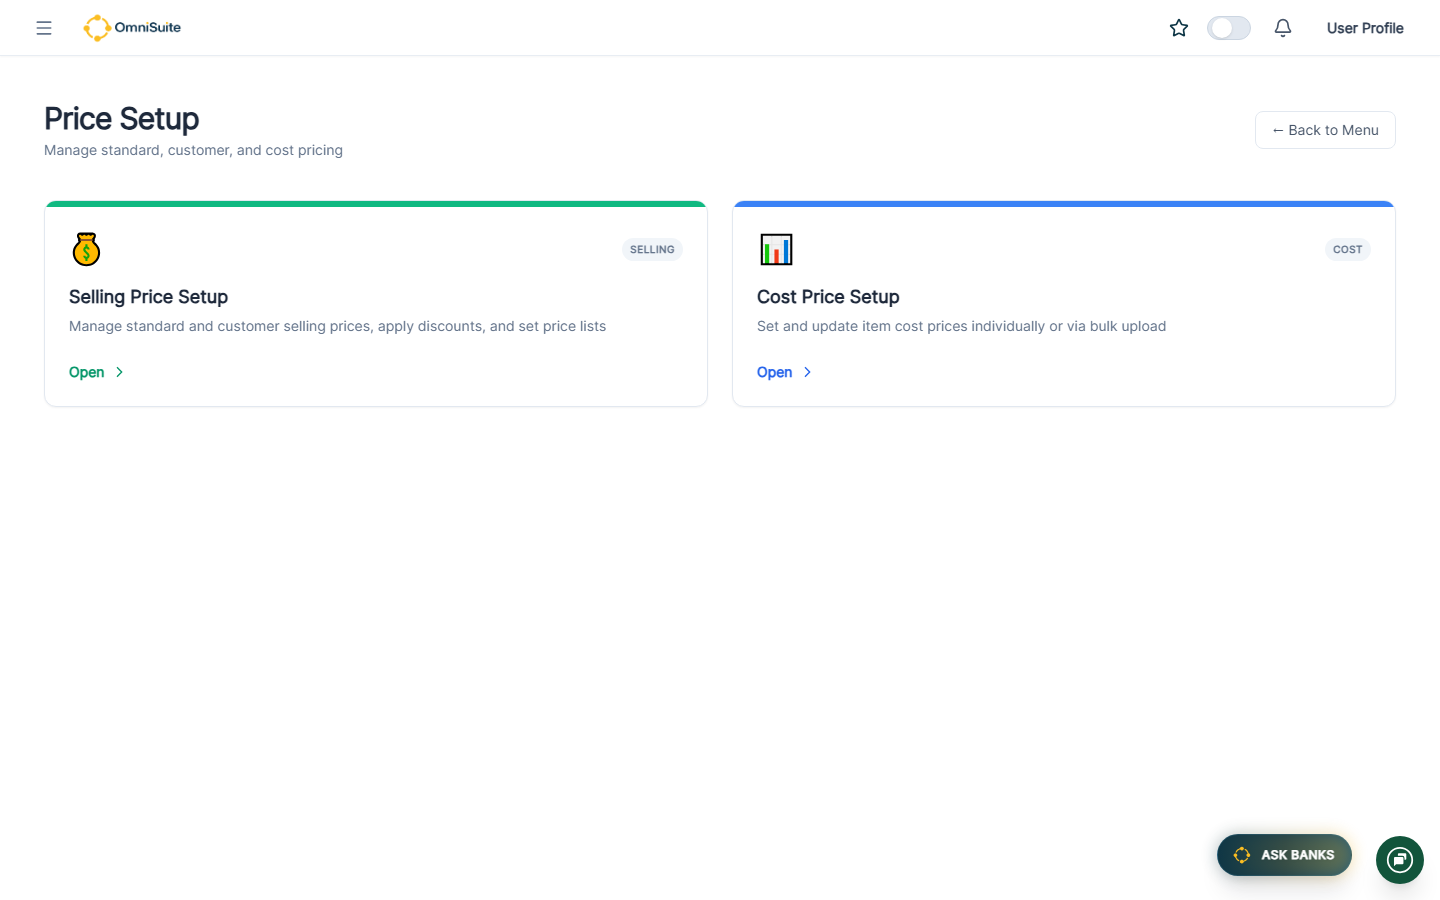 OmniSuite
User Profile
Price Setup
Manage standard, customer, and cost pricing
← Back to Menu
SELLING
Selling Price Setup
Manage standard and customer selling prices, apply discounts, and set price lists
Open
COST
Cost Price Setup
Set and update item cost prices individually or via bulk upload
Open
ASK BANKS